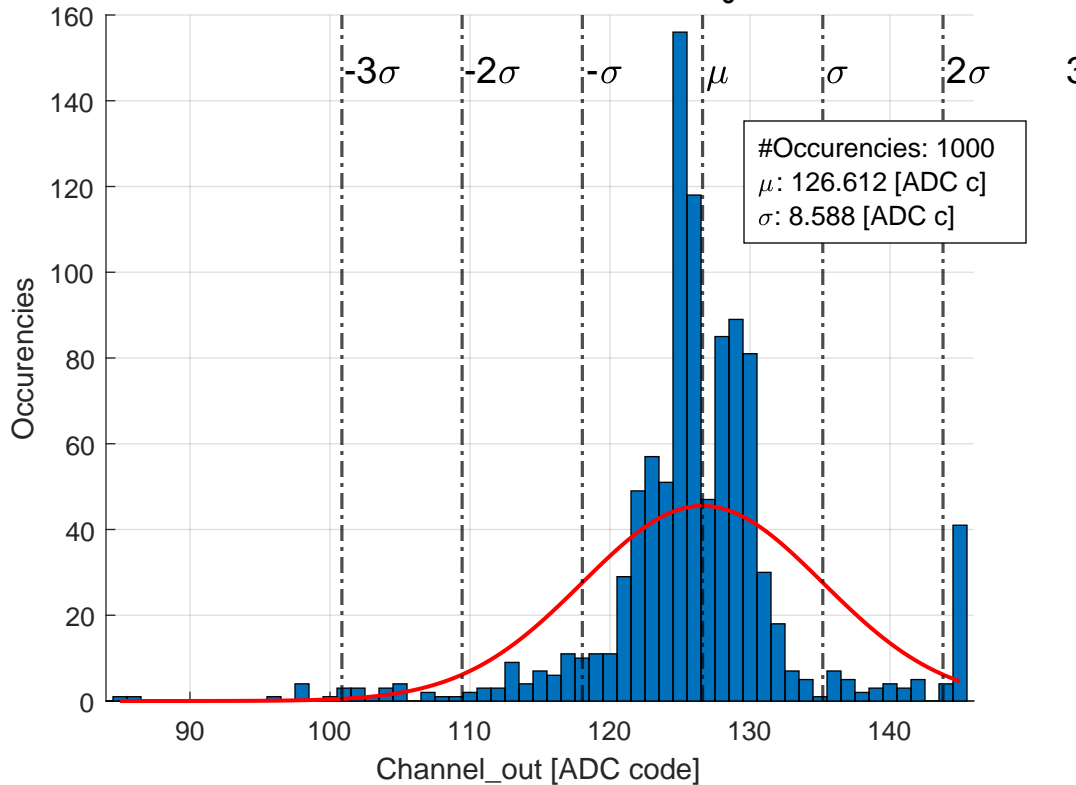 160
140
120
100
80
60
40
20
0
Occurencies
-3σ -2σ -σ μ σ 2σ
#Occurencies: 1000
μ: 126.612 [ADC c]
σ: 8.588 [ADC c]
90 100 110 120 130 140
Channel_out [ADC code]